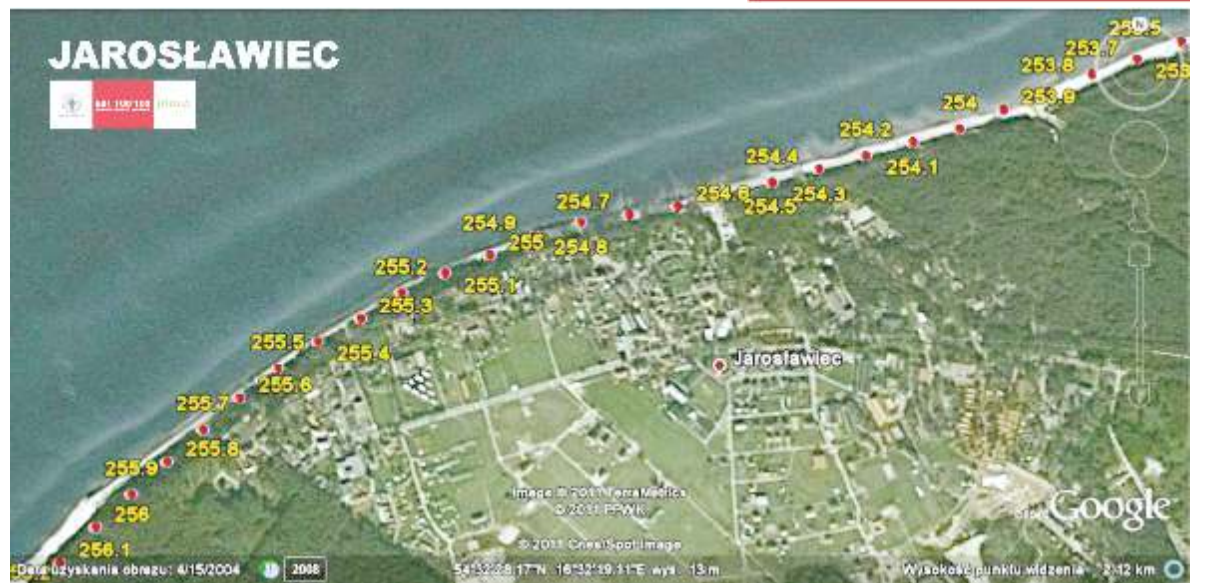 JAROSŁAWIEC
253.5
253.7
253.8
253
253.9
254
254.2
254.1
254.4
254.3
254.5
254.6
254.7
254.8
254.9
255
255.1
255.2
255.3
255.4
255.5
255.6
255.7
255.8
255.9
256
256.1
N
Jarosławiec
Image © 2011 TerraMetrics
© 2011 PPWK
© 2011 Cnes/Spot Image
Google
Data uzyskania obrazu: 4/15/2004
2008
54°32'28.17"N 16°32'19.11"E wys. 13 m
Wysokość punktu widzenia 2.42 km